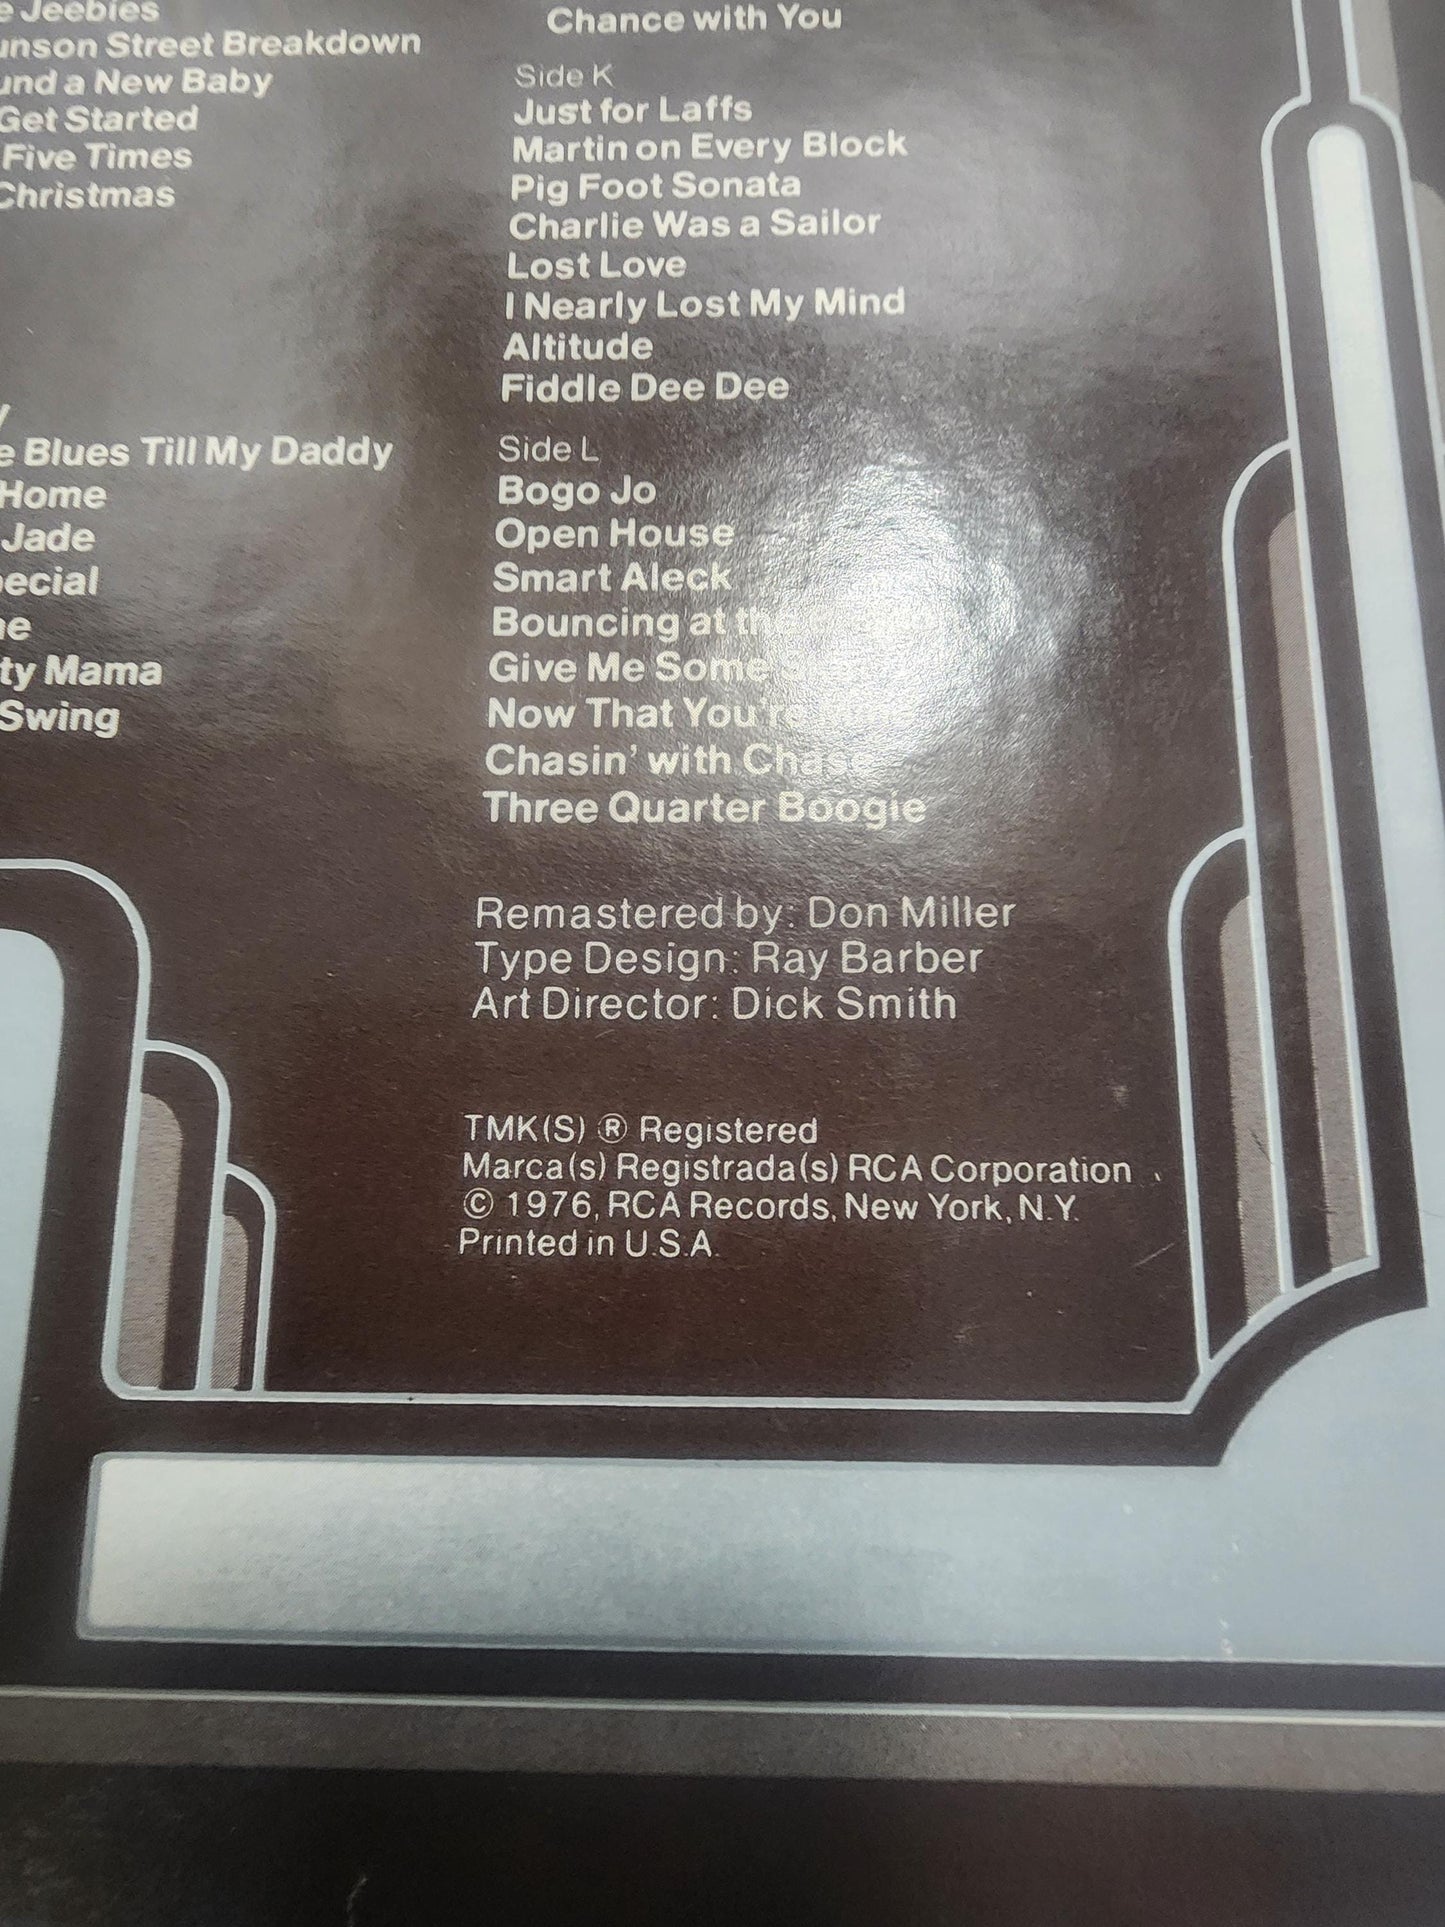 Jeebies
Street Breakdown
a New Baby
Get Started
Five Times
Christmas
Blues Till My Daddy
Home
Jade
Mama
Swing
Chance with You
Side K
Just for Laffs
Martin on Every Block
Pig Foot Sonata
Charlie Was a Sailor
Lost Love
I Nearly Lost My Mind
Altitude
Fiddle Dee Dee
Side L
Bogo Jo
Open House
Smart Aleck
Bouncing at the
Give Me Some
Now That You're Mine
Chasin' with Chase
Three Quarter Boogie
Remastered by: Don Miller
Type Design: Ray Barber
Art Director: Dick Smith
TMK(S) ® Registered
Marca(s) Registrada(s) RCA Corporation
© 1976, RCA Records, New York, N.Y.
Printed in U.S.A.